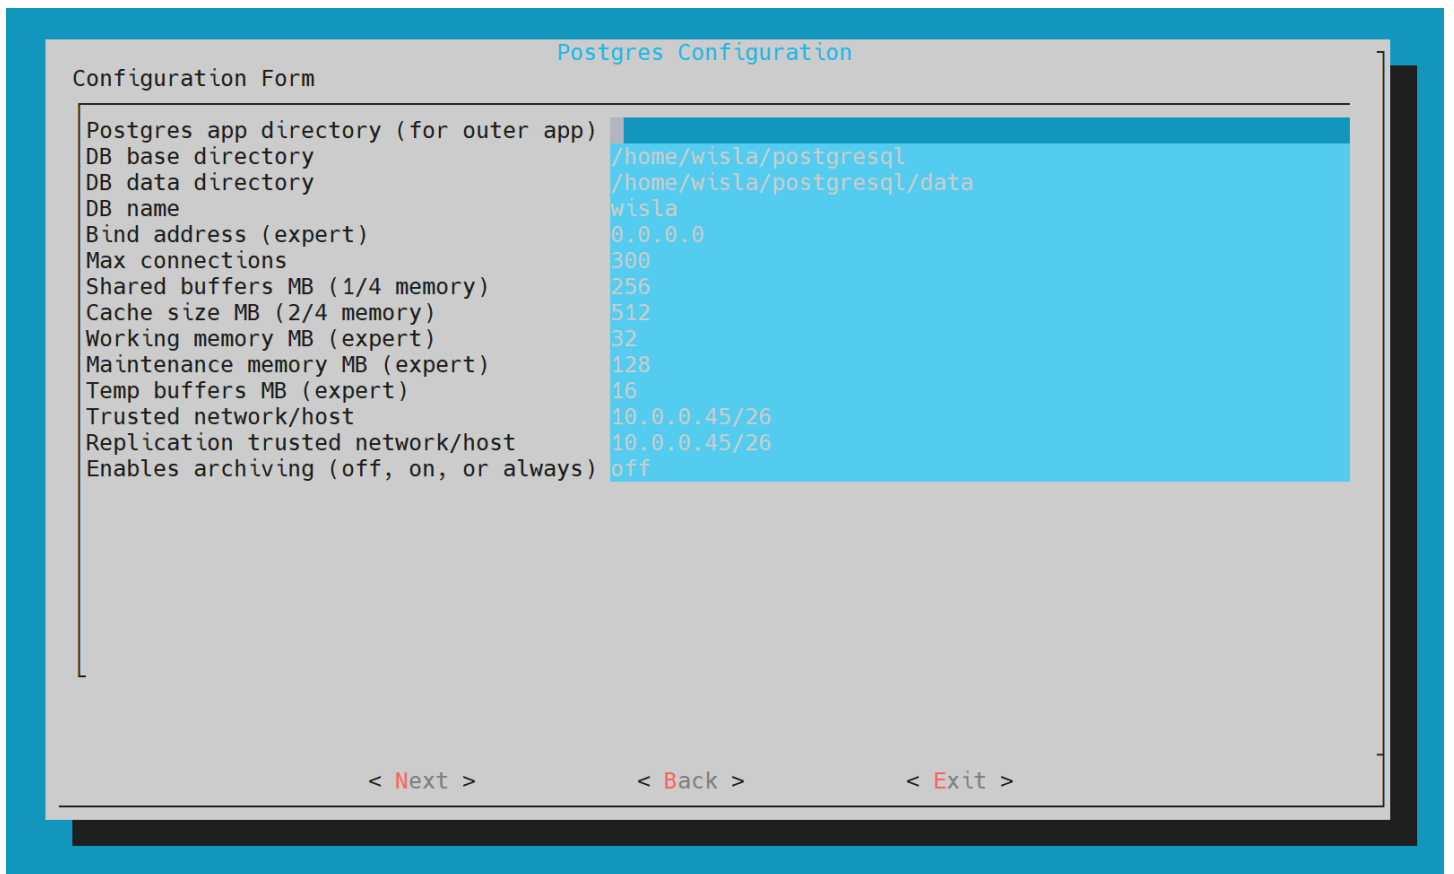 Postgres Configuration
Configuration Form
Postgres app directory (for outer app)
DB base directory /home/wisla/postgresql
DB data directory /home/wisla/postgresql/data
DB name wisla
Bind address (expert) 0.0.0.0
Max connections 300
Shared buffers MB (1/4 memory) 256
Cache size MB (2/4 memory) 512
Working memory MB (expert) 32
Maintenance memory MB (expert) 128
Temp buffers MB (expert) 16
Trusted network/host 10.0.0.45/26
Replication trusted network/host 10.0.0.45/26
Enables archiving (off, on, or always) off
< Next > < Back > < Exit >